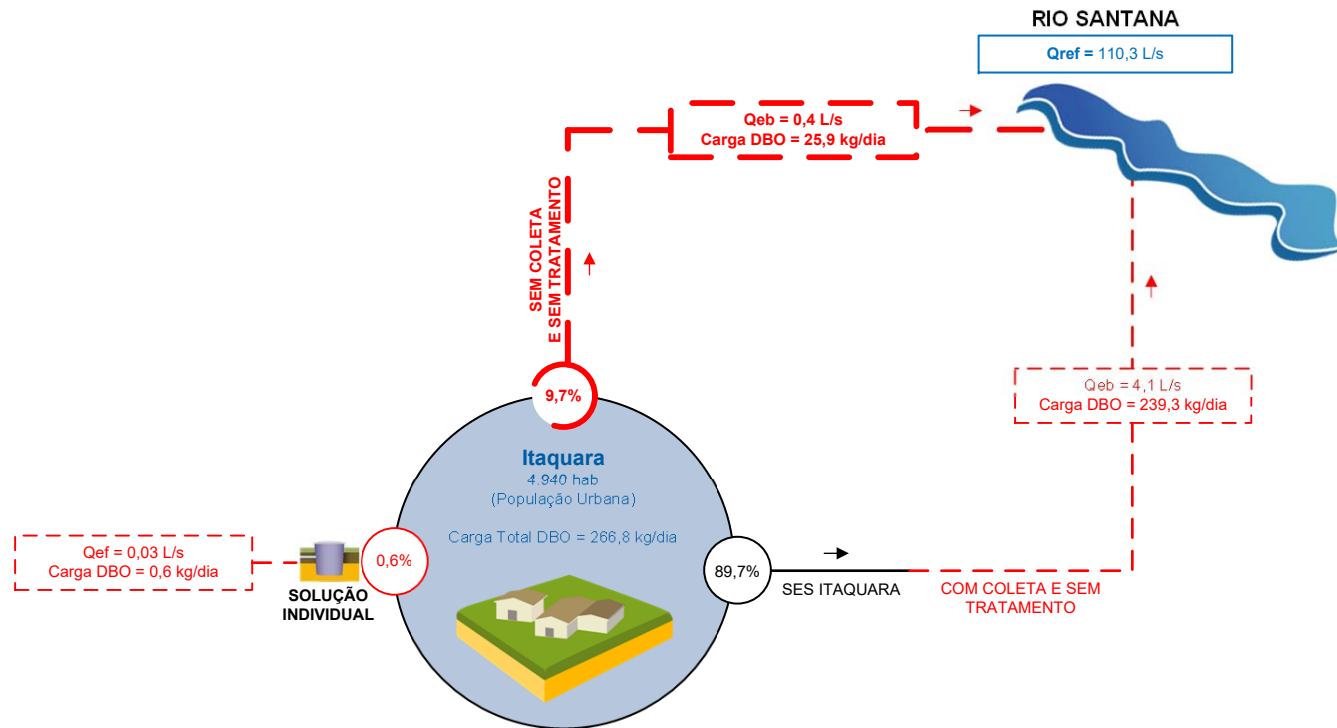 RIO SANTANA
Qref = 110,3 L/s
Qeb = 0,4 L/s
Carga DBO = 25,9 kg/dia
SEM COLETA
E SEM TRATAMENTO
9,7%
Qeb = 4,1 L/s
Carga DBO = 239,3 kg/dia
Itaquara
4.940 hab
(População Urbana)
Carga Total DBO = 266,8 kg/dia
Qef = 0,03 L/s
Carga DBO = 0,6 kg/dia
0,6%
SOLUÇÃO
INDIVIDUAL
89,7%
SES ITAQUARA
COM COLETA E SEM
TRATAMENTO